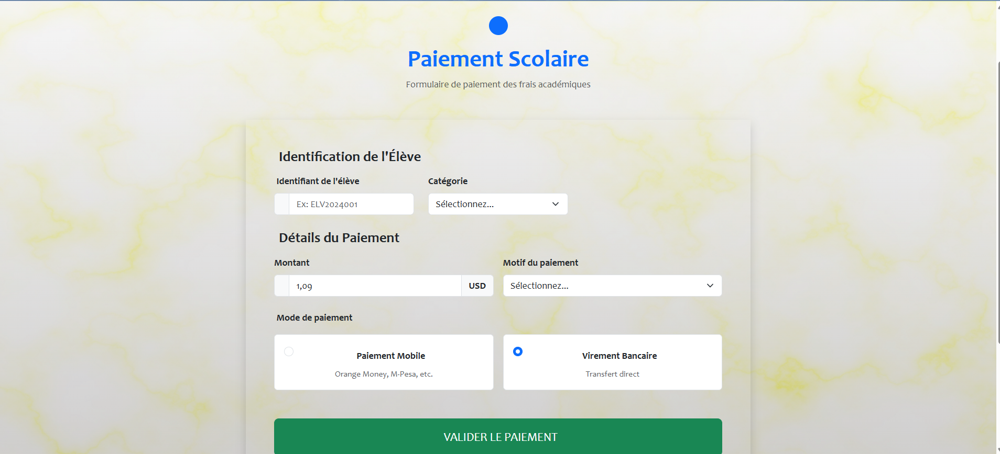 Paiement Scolaire
Formulaire de paiement des frais académiques
Identification de l'Élève
Identifiant de l'élève
Catégorie
Ex: ELV2024001
Sélectionnez...
Détails du Paiement
Montant
Motif du paiement
1,09
USD
Sélectionnez...
Mode de paiement
Paiement Mobile
Orange Money, M-Pesa, etc.
Virement Bancaire
Transfert direct
VALIDER LE PAIEMENT